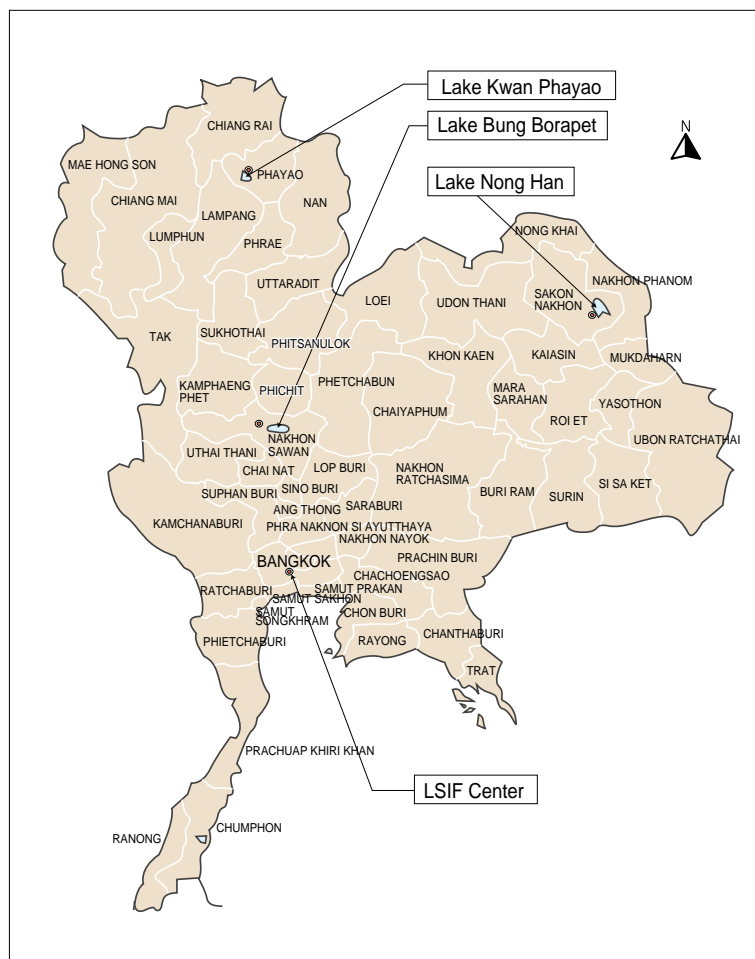 Lake Kwan Phayao
Lake Bung Borapet
Lake Nong Han
N
CHIANG RAI
MAE HONG SON
PHAYAO
CHIANG MAI
NAN
LAMPANG
LUMPHUN
PHRAE
NONG KHAI
NAKHON PHANOM
UTTARADIT
LOEI
UDON THANI
SAKON
NAKHON
TAK
SUKHOTHAI
PHITSANULOK
KHON KAEN
KAIASIN
MUKDAHARN
KAMPHAENG
PHET
PHICHIT
PHETCHABUN
MARA
SARAHAN
YASOTHON
CHAIYAPHUM
ROI ET
UBON RATCHATHAI
NAKHON
SAWAN
UTHAI THANI
CHAI NAT
LOP BURI
NAKHON
RATCHASIMA
SUPHAN BURI
SINO BURI
BURI RAM
SURIN
SI SA KET
ANG THONG
SARABURI
KAMCHANABURI
PHRA NAKNON SI AYUTTHAYA
NAKHON NAYOK
BANGKOK
PRACHIN BURI
CHACHOENGSAO
RATCHABURI
SAMUT PRAKAN
SAMUT SAKHON
SAMUT
SONGKHRAM
CHON BURI
PHIETCHABURI
RAYONG
CHANTHABURI
TRAT
PRACHUAP KHIRI KHAN
LSIF Center
CHUMPHON
RANONG